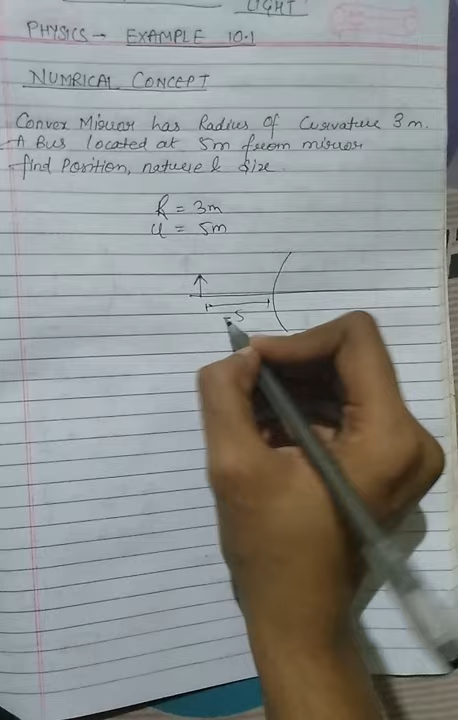 LIGHT
PHYSICS → EXAMPLE 10.1
NUMRICAL CONCEPT
Convex Mirror has Radius of Curvature 3 m.
A Bus located at 5m from mirror
find Position, nature & Size.
R = 3m
u = 5m
-5